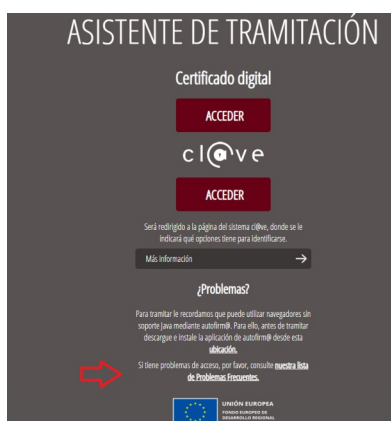 ASISTENTE DE TRAMITACIÓN
Certificado digital
ACCEDER
cl@ve
ACCEDER
Será redirigido a la página del sistema cl@ve, donde se le
indicará qué opciones tiene para identificarse.
Más Información →
¿Problemas?
Para tramitar le recordamos que puede utilizar navegadores sin
soporte Java mediante autofirm@. Para ello, antes de tramitar
descargue e instale la aplicación de autofirm@ desde esta
ubicación.
Si tiene problemas de acceso, por favor, consulte nuestra lista
de Problemas Frecuentes.
UNIÓN EUROPEA
FONDO EUROPEO DE
DESARROLLO REGIONAL